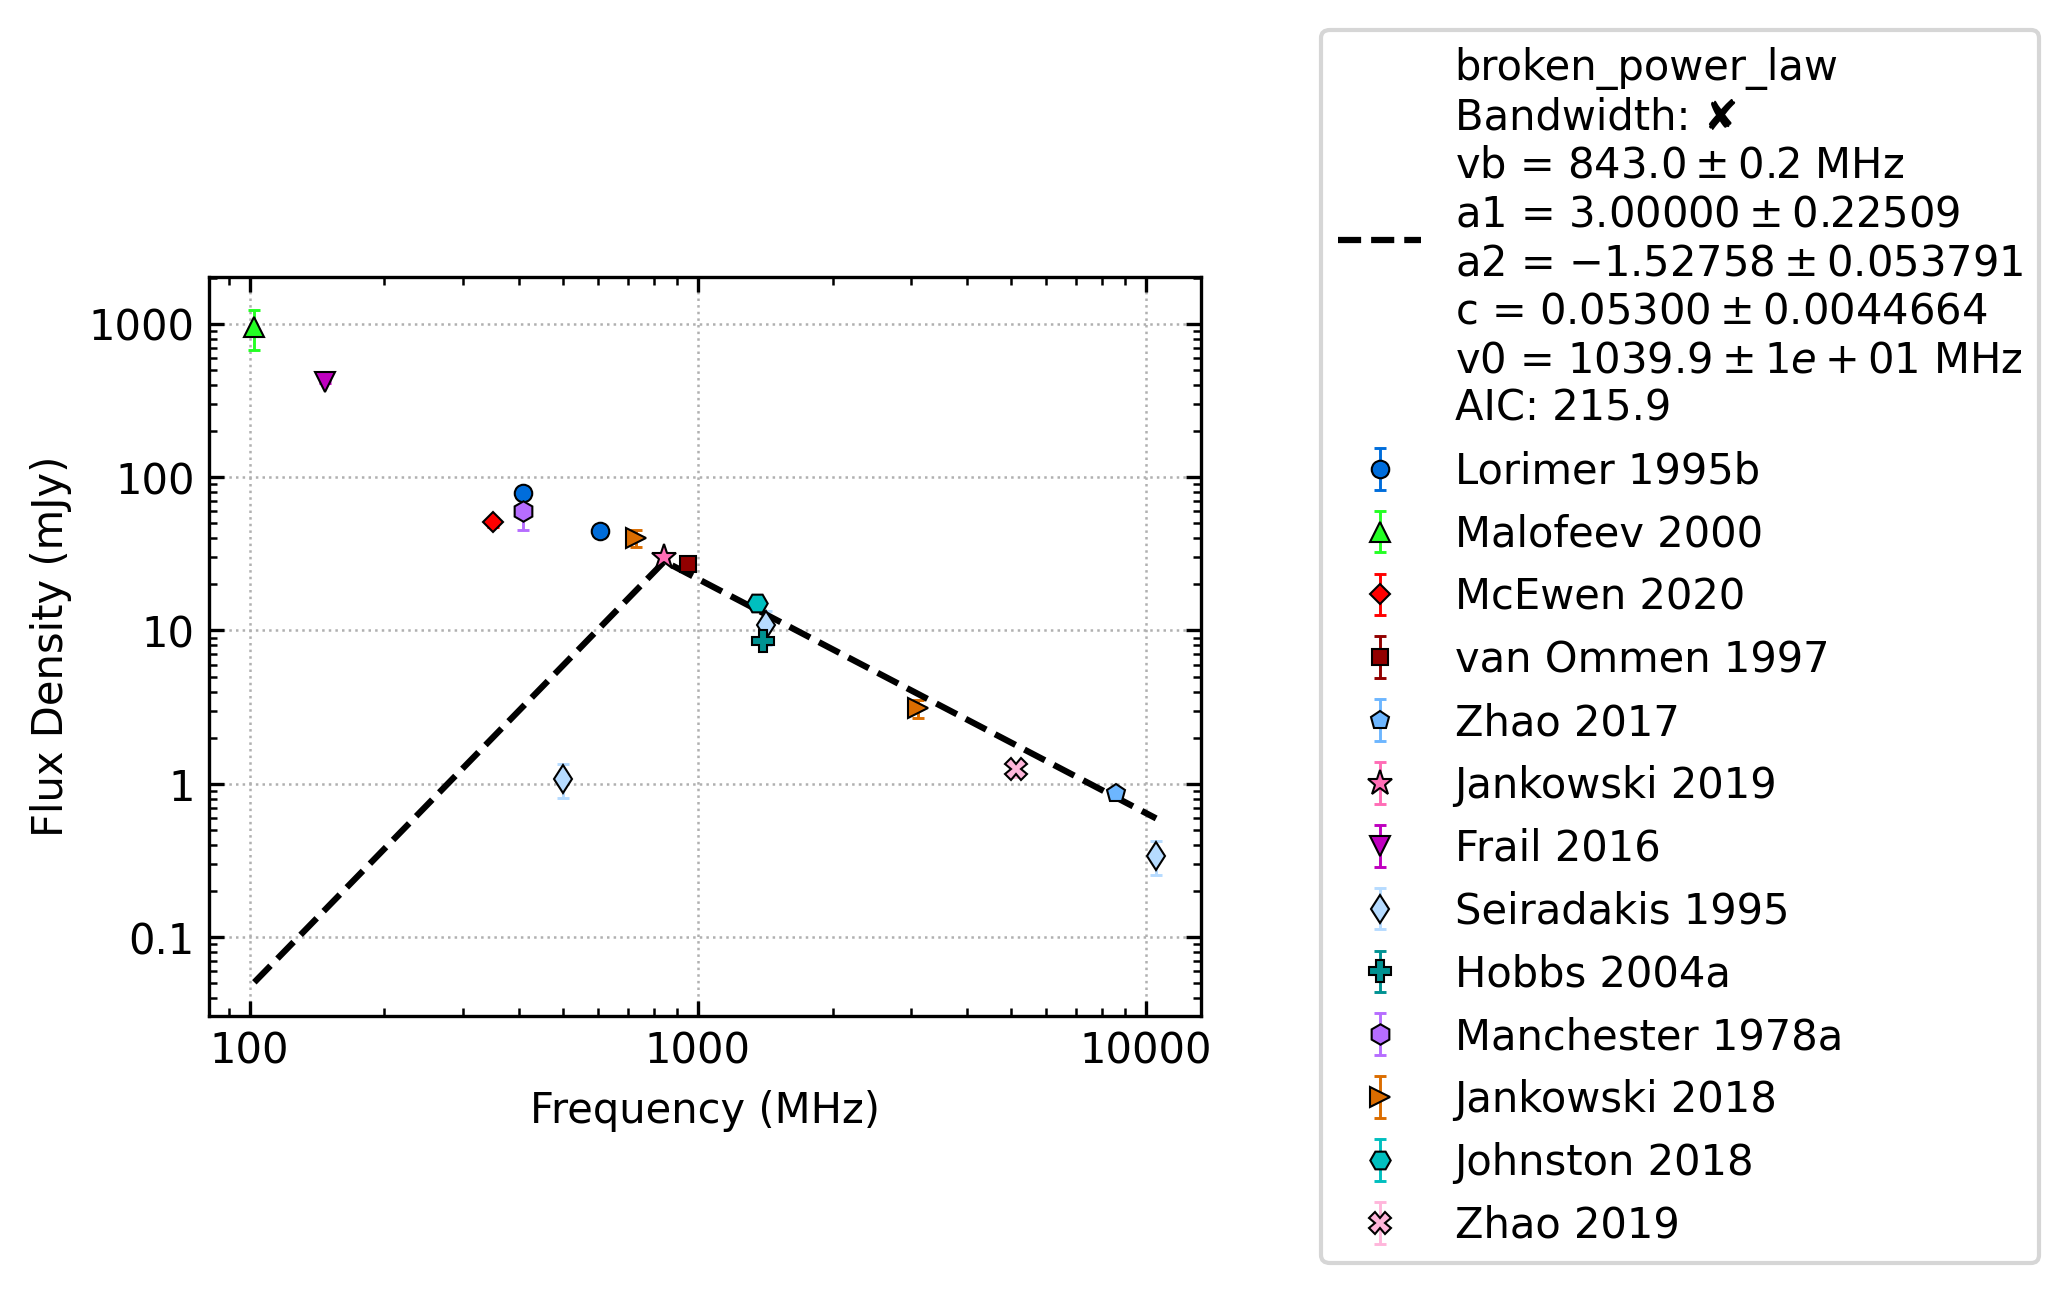 1000
100
10
1
0.1
Flux Density (mJy)
100
1000
10000
Frequency (MHz)
broken_power_law
Bandwidth: ✘
vb = 843.0 ± 0.2 MHz
a1 = 3.00000 ± 0.22509
a2 = −1.52758 ± 0.053791
c = 0.05300 ± 0.0044664
v0 = 1039.9 ± 1e + 01 MHz
AIC: 215.9
Lorimer 1995b
Malofeev 2000
McEwen 2020
van Ommen 1997
Zhao 2017
Jankowski 2019
Frail 2016
Seiradakis 1995
Hobbs 2004a
Manchester 1978a
Jankowski 2018
Johnston 2018
Zhao 2019